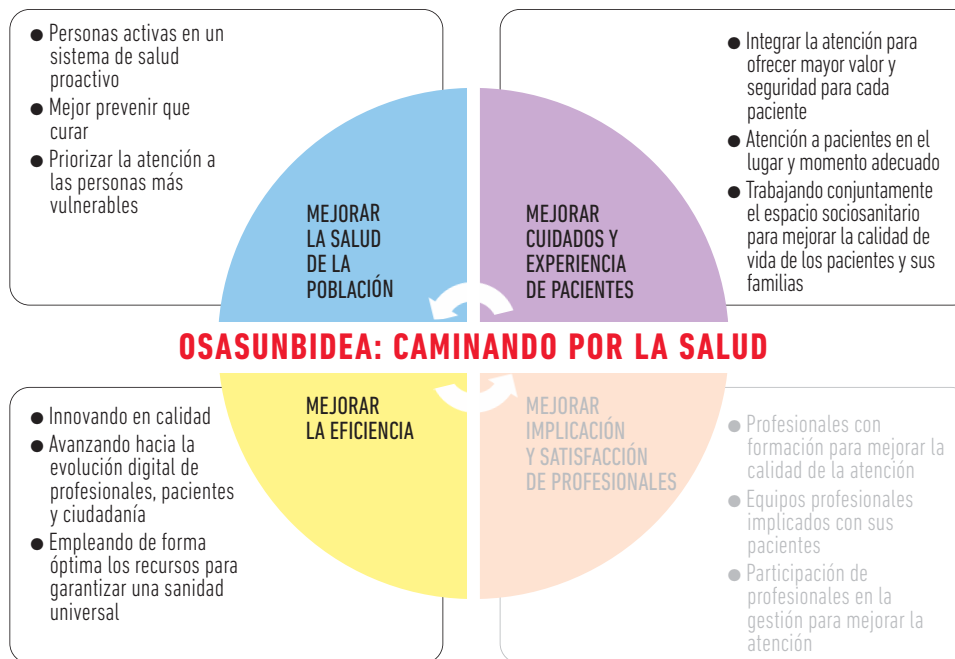 ● Personas activas en un
sistema de salud
proactivo
● Mejor prevenir que
curar
● Priorizar la atención a
las personas más
vulnerables
MEJORAR
LA SALUD
DE LA
POBLACIÓN
MEJORAR
CUIDADOS Y
EXPERIENCIA
DE PACIENTES
● Integrar la atención para
ofrecer mayor valor y
seguridad para cada
paciente
● Atención a pacientes en el
lugar y momento adecuado
● Trabajando conjuntamente
el espacio sociosanitario
para mejorar la calidad de
vida de los pacientes y sus
familias
OSASUNBIDEA: CAMINANDO POR LA SALUD
● Innovando en calidad
● Avanzando hacia la
evolución digital de
profesionales, pacientes
y ciudadanía
● Empleando de forma
óptima los recursos para
garantizar una sanidad
universal
MEJORAR
LA EFICIENCIA
MEJORAR
IMPLICACIÓN
Y SATISFACCIÓN
DE PROFESIONALES
● Profesionales con
formación para mejorar la
calidad de la atención
● Equipos profesionales
implicados con sus
pacientes
● Participación de
profesionales en la
gestión para mejorar la
atención